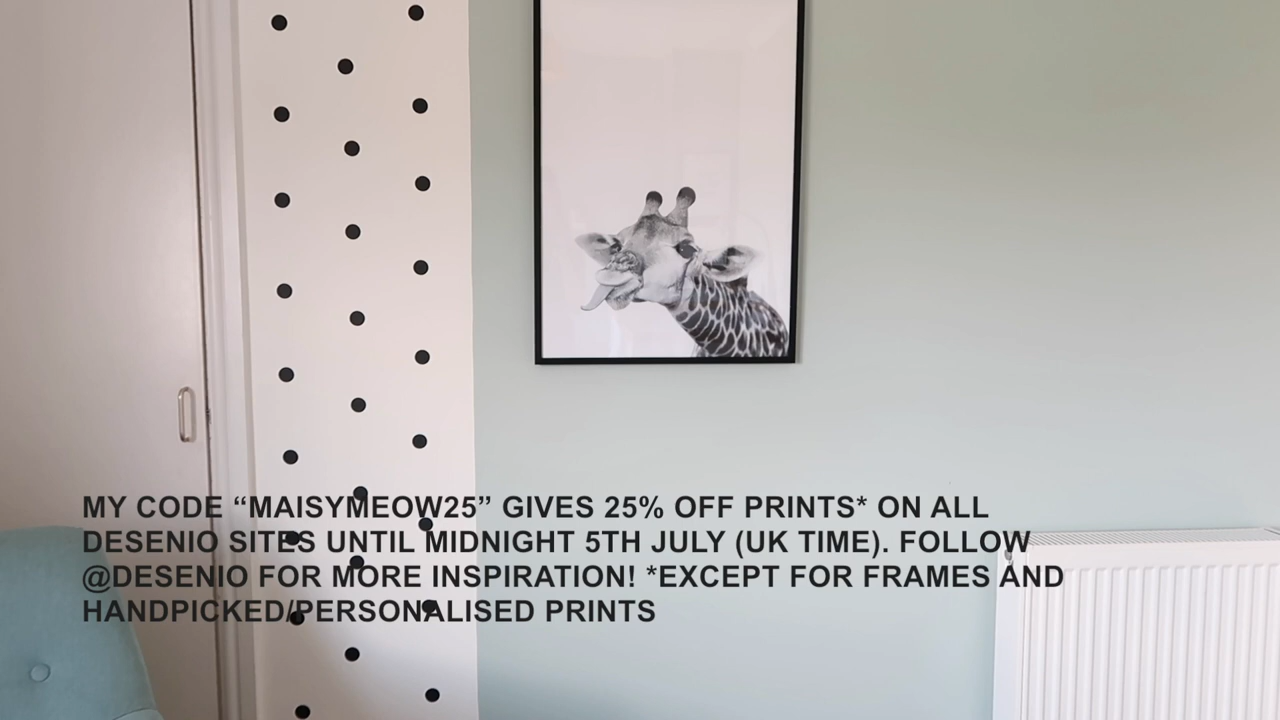 MY CODE “MAISYMEOW25” GIVES 25% OFF PRINTS* ON ALL
DESENIO SITES UNTIL MIDNIGHT 5TH JULY (UK TIME). FOLLOW
@DESENIO FOR MORE INSPIRATION! *EXCEPT FOR FRAMES AND
HANDPICKED/PERSONALISED PRINTS